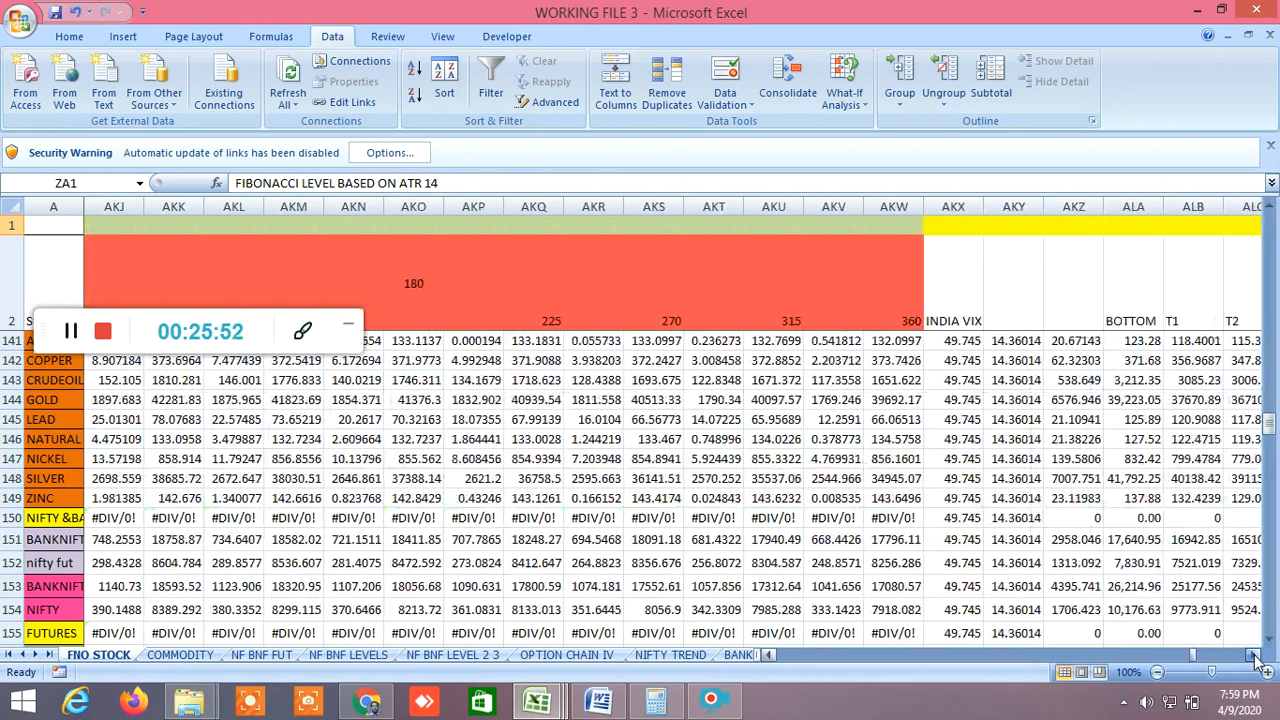 WORKING FILE 3 - Microsoft Excel
Home Insert Page Layout Formulas Data Review View Developer
From Access From Web From Text From Other Sources Existing Connections Refresh All Connections Properties Edit Links Sort Filter Clear Reapply Advanced Text to Columns Remove Duplicates Data Validation Consolidate What-If Analysis Group Ungroup Subtotal Show Detail Hide Detail
Get External Data Connections Sort & Filter Data Tools Outline
Security Warning Automatic update of links has been disabled Options...
ZA1 fx FIBONACCI LEVEL BASED ON ATR 14
A AKJ AKK AKL AKM AKN AKO AKP AKQ AKR AKS AKT AKU AKV AKW AKX AKY AKZ ALA ALB ALC
1
180
2 225 270 315 360 INDIA VIX BOTTOM T1 T2
00:25:52
141 133.1137 0.000194 133.1831 0.055733 133.0997 0.236273 132.7699 0.541812 132.0997 49.745 14.36014 20.67143 123.28 118.4001 115.3
142 COPPER 8.907184 373.6964 7.477439 372.5419 6.172694 371.9773 4.992948 371.9088 3.938203 372.2427 3.008458 372.8552 2.203712 373.7426 49.745 14.36014 62.32303 371.68 356.9687 347.8
143 CRUDEOIL 152.105 1810.281 146.001 1776.833 140.0219 1746.311 134.1679 1718.623 128.4388 1693.675 122.8348 1671.372 117.3558 1651.622 49.745 14.36014 538.649 3,212.35 3085.23 3006.
144 GOLD 1897.683 42281.83 1875.965 41823.69 1854.371 41376.3 1832.902 40939.54 1811.558 40513.33 1790.34 40097.57 1769.246 39692.17 49.745 14.36014 6576.946 39,223.05 37670.89 36710
145 LEAD 25.01301 78.07683 22.57485 73.65219 20.2617 70.32163 18.07355 67.99139 16.0104 66.56773 14.07225 65.95689 12.2591 66.06513 49.745 14.36014 21.10941 125.89 120.9088 117.8
146 NATURAL 4.475109 133.0958 3.479887 132.7234 2.609664 132.7237 1.864441 133.0028 1.244219 133.467 0.748996 134.0226 0.378773 134.5758 49.745 14.36014 21.38226 127.52 122.4715 119.3
147 NICKEL 13.57198 858.914 11.79247 856.8556 10.13796 855.562 8.608456 854.9394 7.203948 854.8941 5.924433 855.3322 4.769931 856.1601 49.745 14.36014 139.5806 832.42 799.4784 779.0
148 SILVER 2698.559 38685.72 2672.647 38030.51 2646.861 37388.14 2621.2 36758.5 2595.663 36141.51 2570.252 35537.06 2544.966 34945.07 49.745 14.36014 7007.751 41,792.25 40138.42 39115
149 ZINC 1.981385 142.676 1.340077 142.6616 0.823768 142.8429 0.43246 143.1261 0.166152 143.4174 0.024843 143.6232 0.008535 143.6496 49.745 14.36014 23.11983 137.88 132.4239 129.0
150 NIFTY &BA #DIV/0! #DIV/0! #DIV/0! #DIV/0! #DIV/0! #DIV/0! #DIV/0! #DIV/0! #DIV/0! #DIV/0! #DIV/0! #DIV/0! #DIV/0! #DIV/0! 49.745 14.36014 0 0.00 0
151 BANKNIFT 748.2553 18758.87 734.6407 18582.02 721.1511 18411.85 707.7865 18248.27 694.5468 18091.18 681.4322 17940.49 668.4426 17796.11 49.745 14.36014 2958.046 17,640.95 16942.85 16510
152 nifty fut 298.4328 8604.784 289.8577 8536.607 281.4075 8472.592 273.0824 8412.647 264.8823 8356.676 256.8072 8304.587 248.8571 8256.286 49.745 14.36014 1313.092 7,830.91 7521.019 7329.
153 BANKNIFT 1140.73 18593.52 1123.906 18320.95 1107.206 18056.68 1090.631 17800.59 1074.181 17552.61 1057.856 17312.64 1041.656 17080.57 49.745 14.36014 4395.741 26,214.96 25177.56 24535
154 NIFTY 390.1488 8389.292 380.3352 8299.115 370.6466 8213.72 361.081 8133.013 351.6445 8056.9 342.3309 7985.288 333.1423 7918.082 49.745 14.36014 1706.423 10,176.63 9773.911 9524.
155 FUTURES #DIV/0! #DIV/0! #DIV/0! #DIV/0! #DIV/0! #DIV/0! #DIV/0! #DIV/0! #DIV/0! #DIV/0! #DIV/0! #DIV/0! #DIV/0! #DIV/0! 49.745 14.36014 0 0.00 0
FNO STOCK COMMODITY NF BNF FUT NF BNF LEVELS NF BNF LEVEL 2 3 OPTION CHAIN IV NIFTY TREND BANK
Ready 100%
7:59 PM
4/9/2020